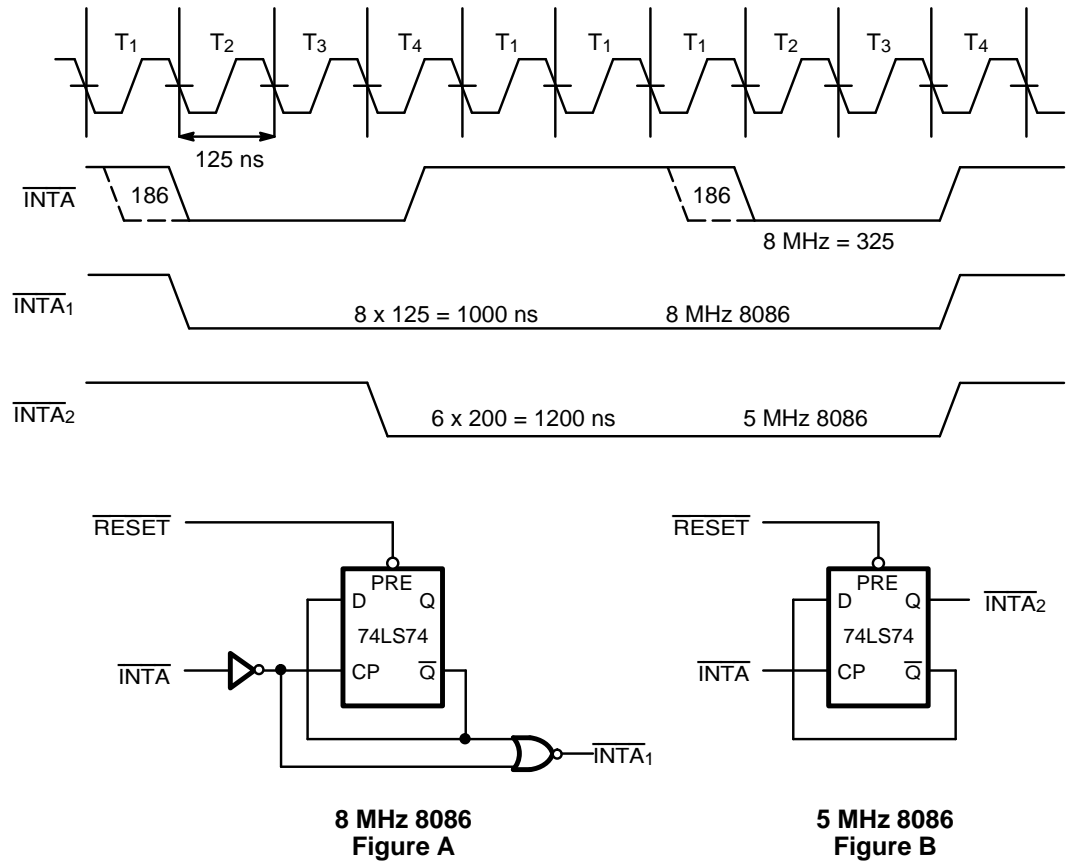 T1 T2 T3 T4 T1 T1 T1 T2 T3 T4
125 ns
INTA 186 186
8 MHz = 325
INTA1 8 x 125 = 1000 ns 8 MHz 8086
INTA2 6 x 200 = 1200 ns 5 MHz 8086
RESET RESET
PRE PRE
D Q D Q INTA2
74LS74 74LS74
INTA CP Q INTA CP Q
INTA1
8 MHz 8086 5 MHz 8086
Figure A Figure B